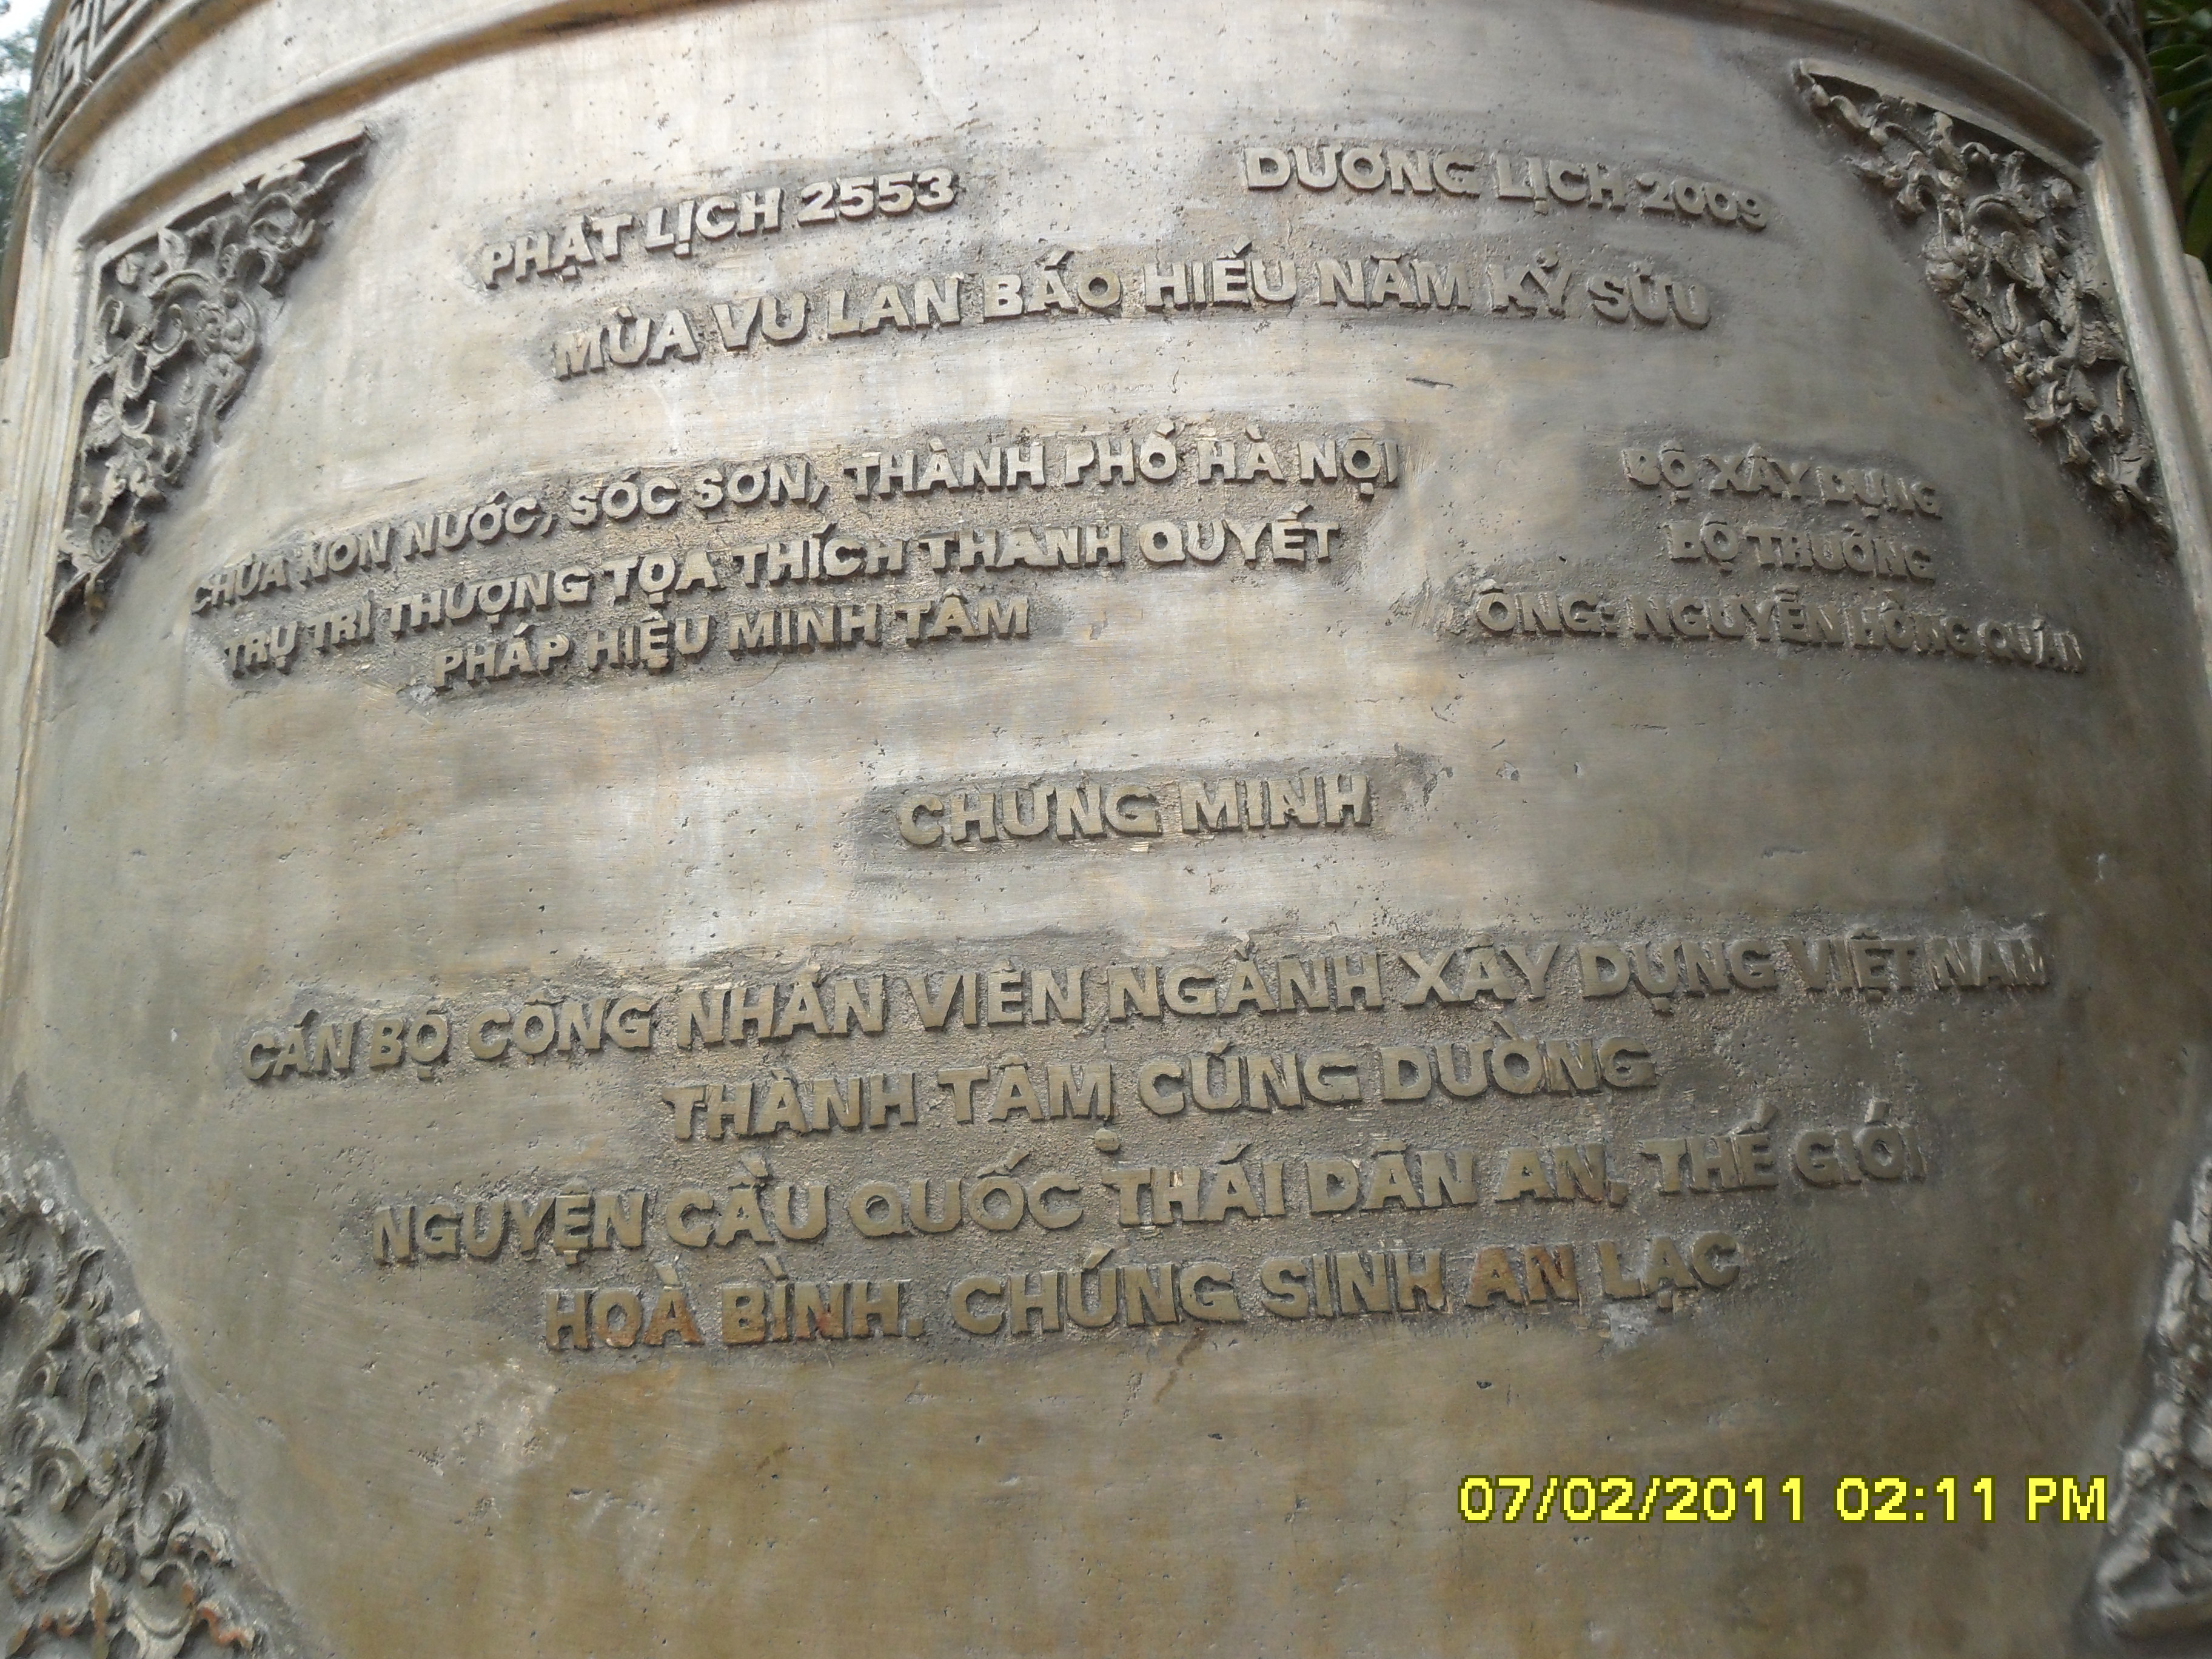 PHẬT LỊCH 2553 DƯƠNG LỊCH 2009
MÙA VU LAN BÁO HIẾU NĂM KỶ SỬU
CHÙA NON NƯỚC, SÓC SƠN, THÀNH PHỐ HÀ NỘI
TRỤ TRÌ THƯỢNG TỌA THÍCH THANH QUYẾT
PHÁP HIỆU MINH TÂM
BỘ XÂY DỰNG
BỘ TRƯỞNG
ÔNG: NGUYỄN HỒNG QUÂN
CHỨNG MINH
CÁN BỘ CÔNG NHÂN VIÊN NGÀNH XÂY DỰNG VIỆT NAM
THÀNH TÂM CÚNG DƯỜNG
NGUYỆN CẦU QUỐC THÁI DÂN AN, THẾ GIỚI
HOÀ BÌNH. CHÚNG SINH AN LẠC
07/02/2011 02:11 PM